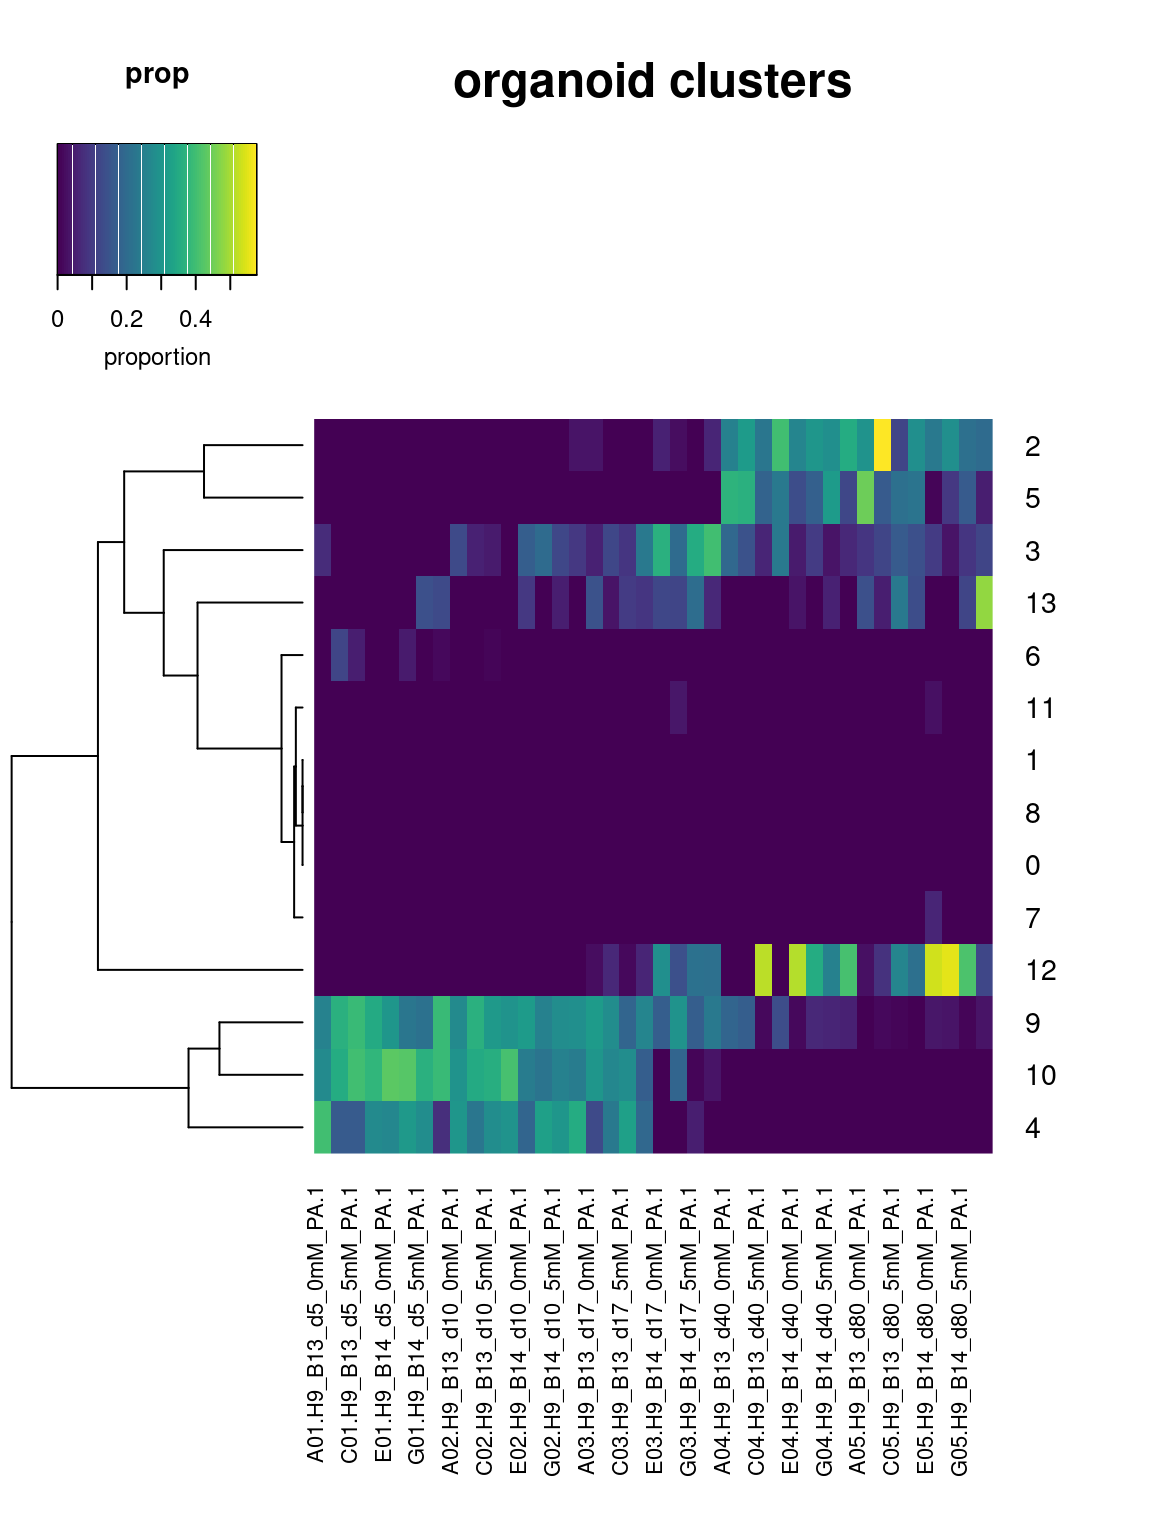 prop
organoid clusters
0 0.2 0.4
proportion
2
5
3
13
6
11
1
8
0
7
12
9
10
4
A01.H9_B13_d5_0mM_PA.1
C01.H9_B13_d5_5mM_PA.1
E01.H9_B14_d5_0mM_PA.1
G01.H9_B14_d5_5mM_PA.1
A02.H9_B13_d10_0mM_PA.1
C02.H9_B13_d10_5mM_PA.1
E02.H9_B14_d10_0mM_PA.1
G02.H9_B14_d10_5mM_PA.1
A03.H9_B13_d17_0mM_PA.1
C03.H9_B13_d17_5mM_PA.1
E03.H9_B14_d17_0mM_PA.1
G03.H9_B14_d17_5mM_PA.1
A04.H9_B13_d40_0mM_PA.1
C04.H9_B13_d40_5mM_PA.1
E04.H9_B14_d40_0mM_PA.1
G04.H9_B14_d40_5mM_PA.1
A05.H9_B13_d80_0mM_PA.1
C05.H9_B13_d80_5mM_PA.1
E05.H9_B14_d80_0mM_PA.1
G05.H9_B14_d80_5mM_PA.1